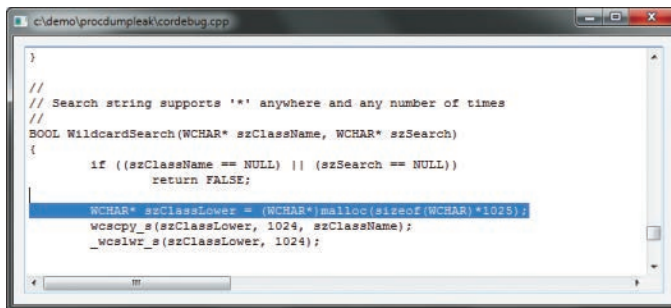 c:\demo\procdumpleak\cordebug.cpp
}
//
// Search string supports '*' anywhere and any number of times
//
BOOL WildcardSearch(WCHAR* szClassName, WCHAR* szSearch)
{
if ((szClassName == NULL) || (szSearch == NULL))
return FALSE;
WCHAR* szClassLower = (WCHAR*)malloc(sizeof(WCHAR)*1025);
wcscpy_s(szClassLower, 1024, szClassName);
_wcslwr_s(szClassLower, 1024);